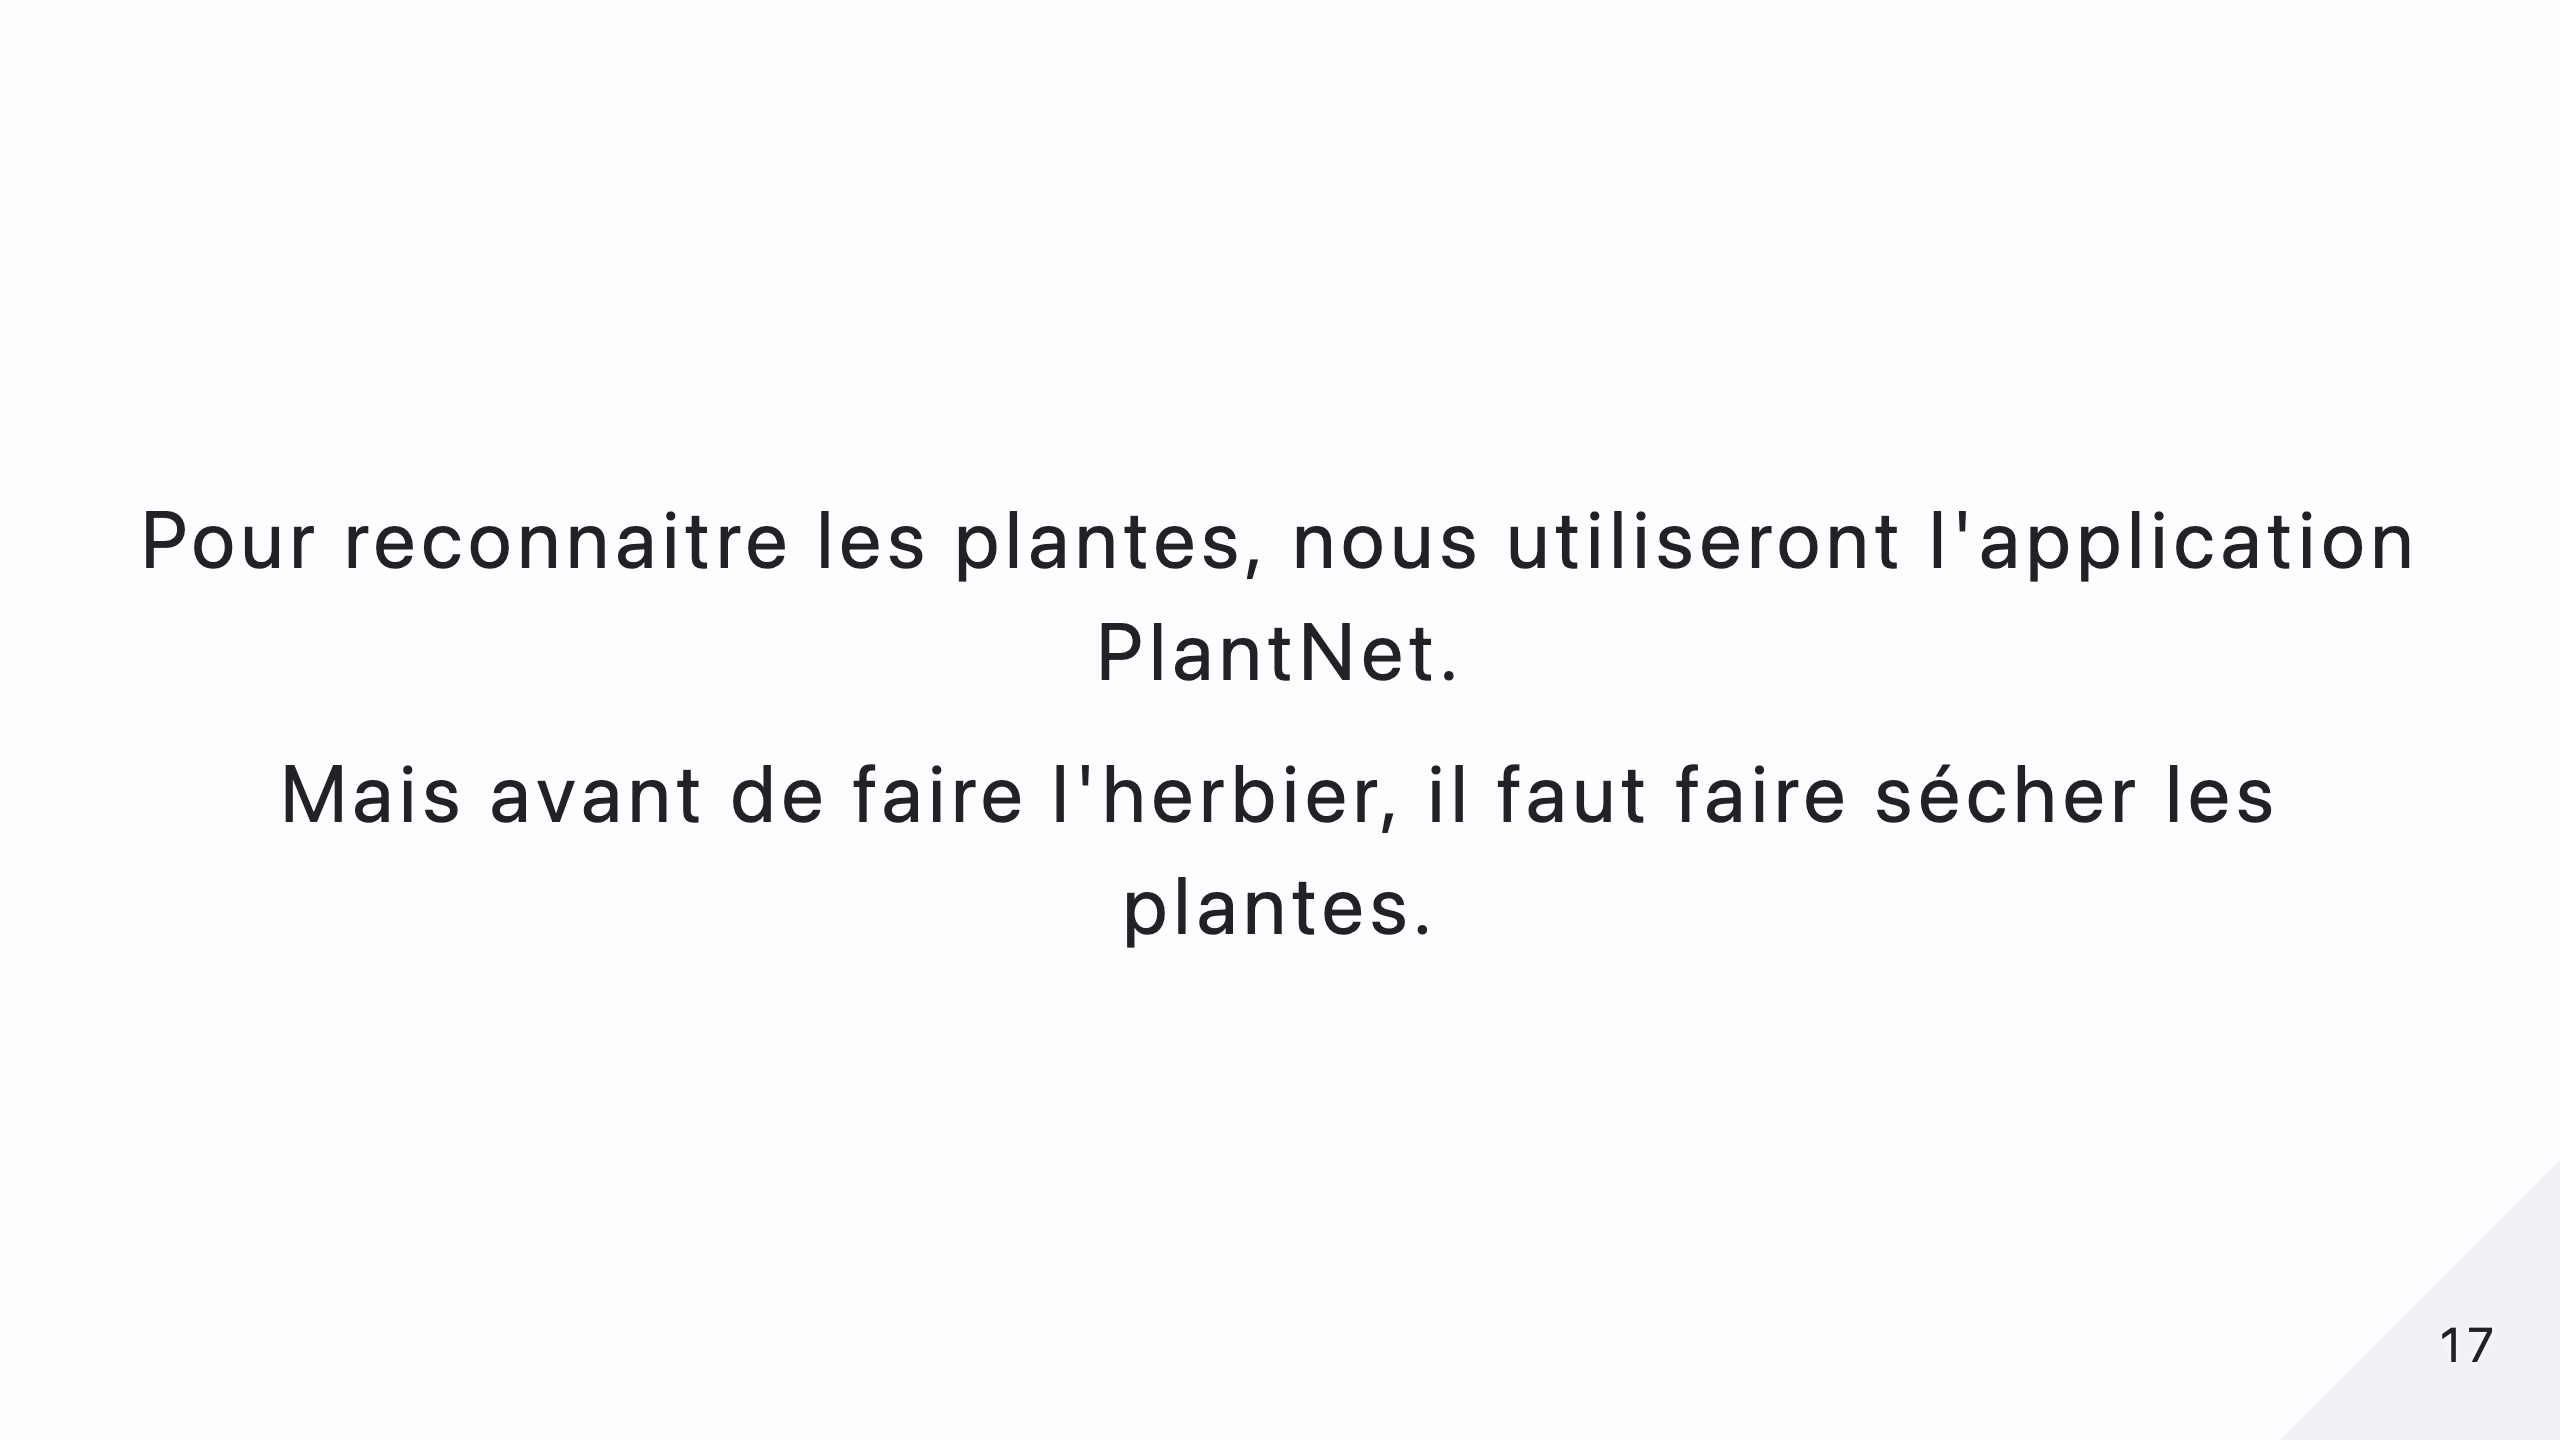 Pour reconnaitre les plantes, nous utiliseront l'application
PlantNet.
Mais avant de faire l'herbier, il faut faire sécher les
plantes.
17